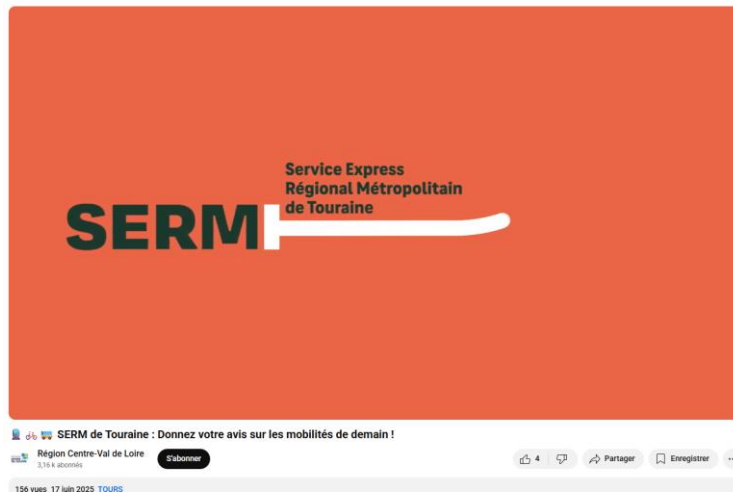 Service Express
Régional Métropolitain
de Touraine
SERM
SERM de Touraine : Donnez votre avis sur les mobilités de demain !
Région Centre-Val de Loire
3,16 k abonnés
S'abonner
4
Partager
Enregistrer
156 vues 17 juin 2025 TOURS